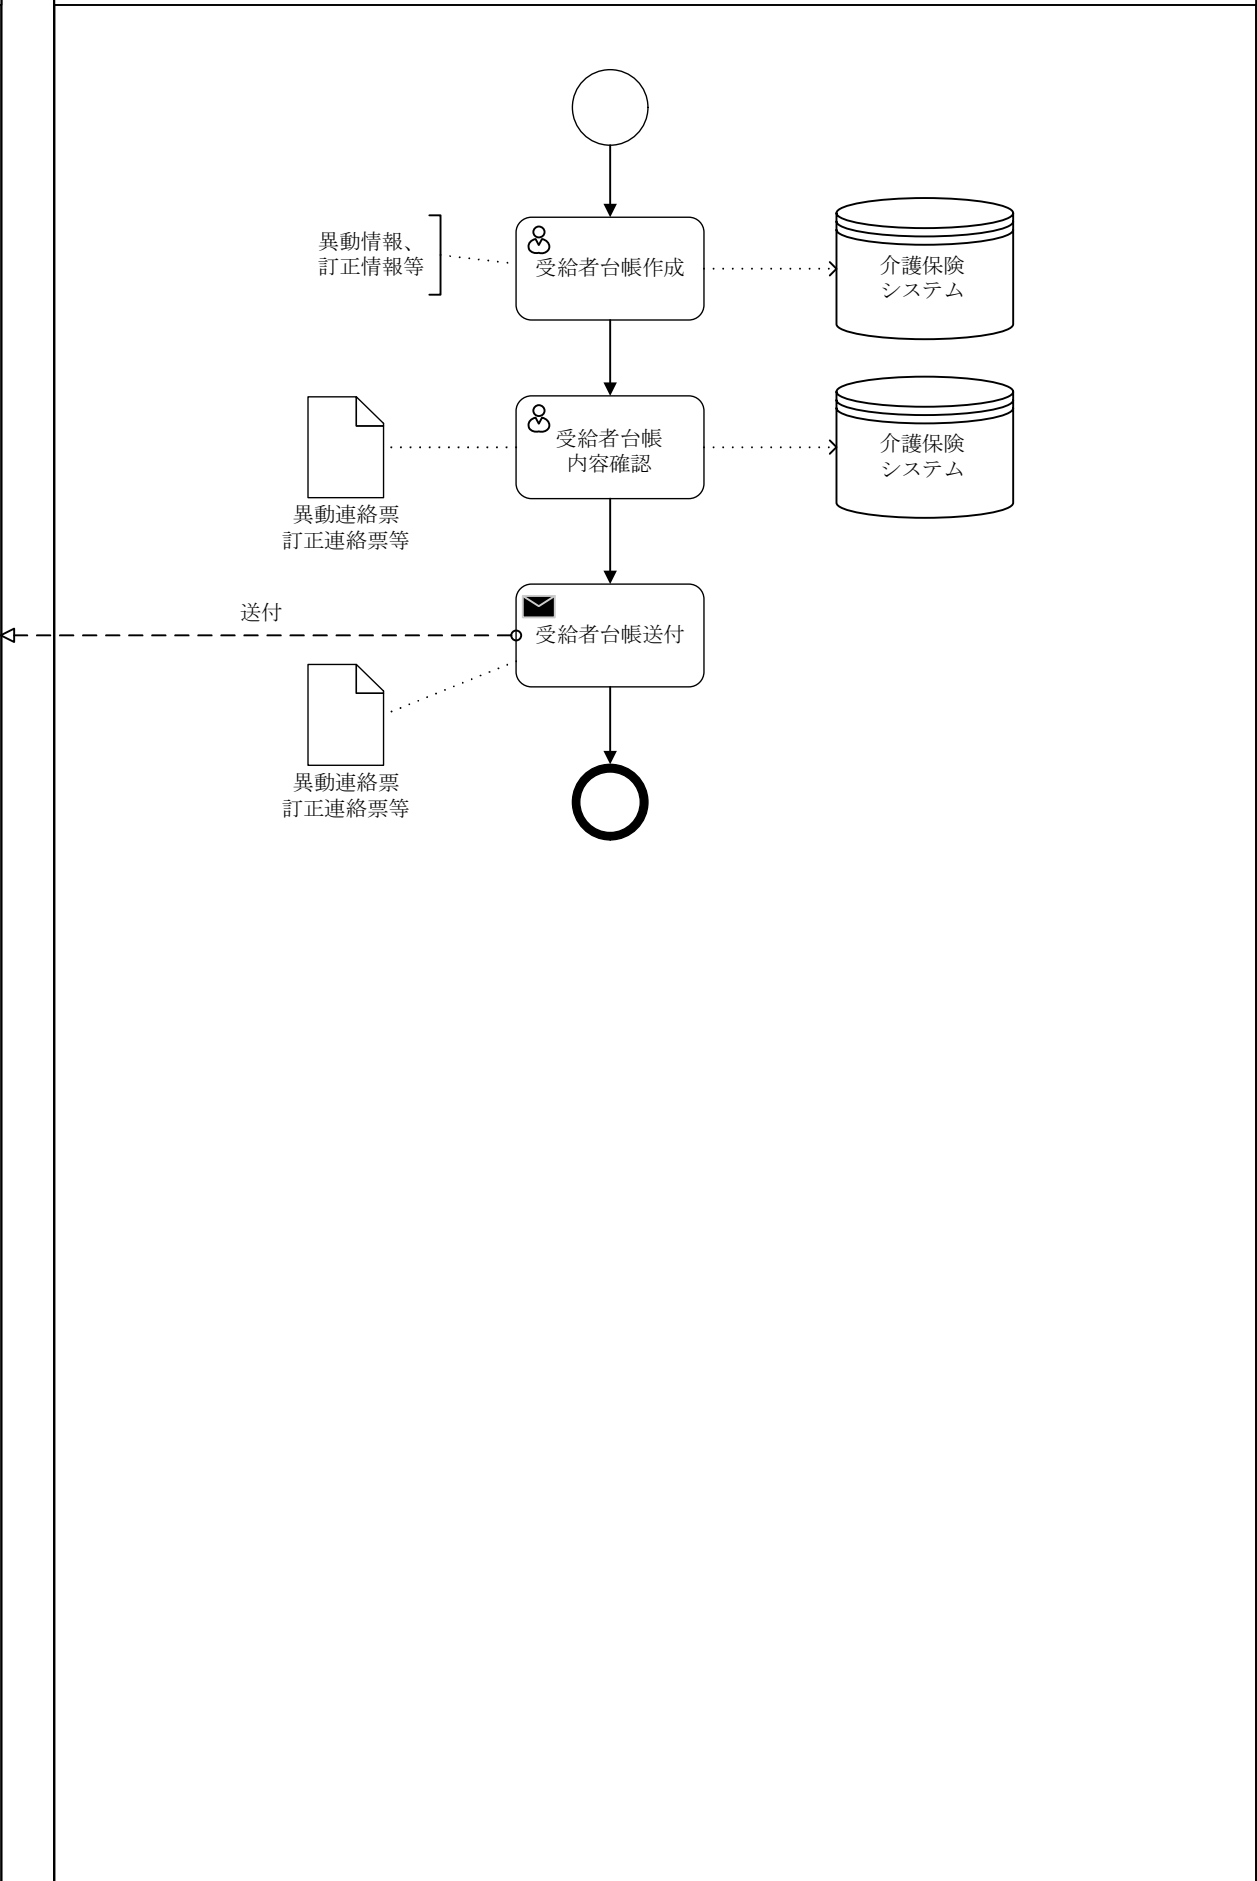 異動情報、
訂正情報等
受給者台帳作成
介護保険
システム
受給者台帳
内容確認
介護保険
システム
異動連絡票
訂正連絡票等
送付
受給者台帳送付
異動連絡票
訂正連絡票等